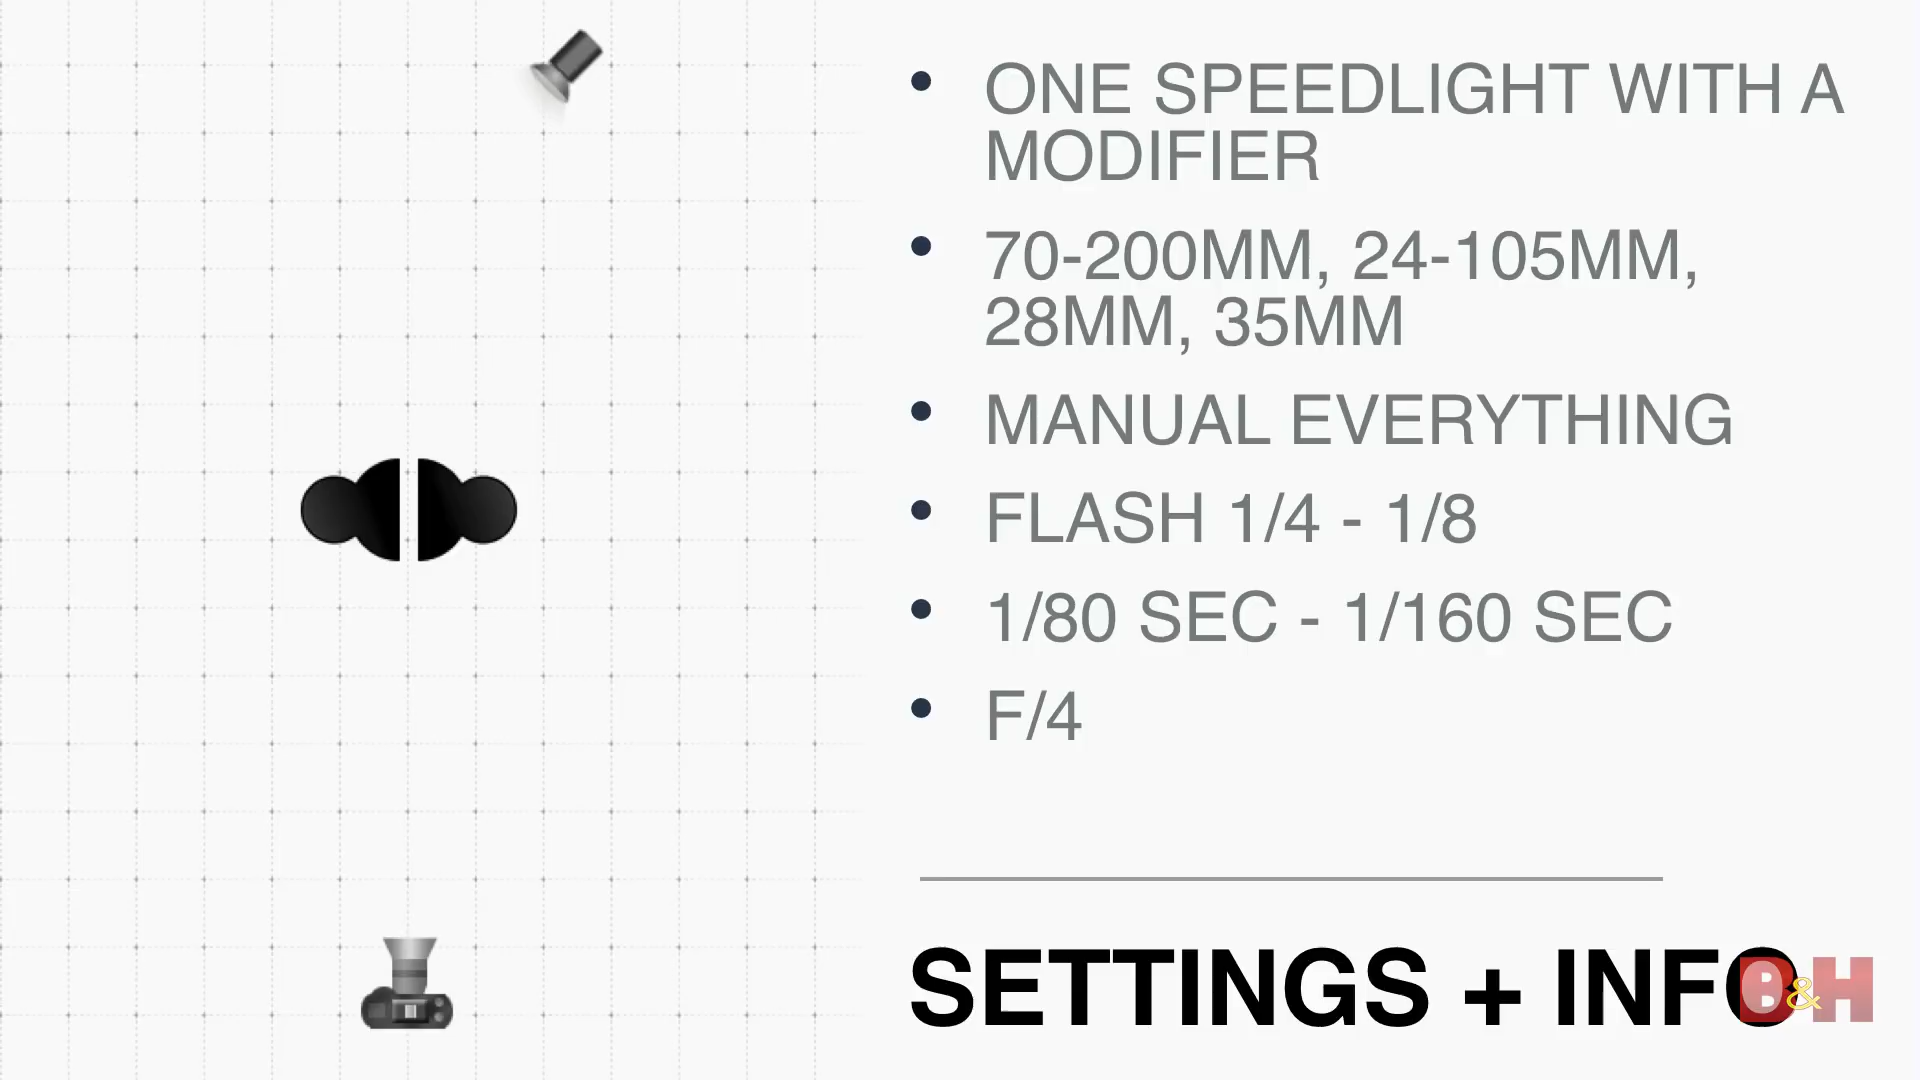 ONE SPEEDLIGHT WITH A
MODIFIER
70-200MM, 24-105MM,
28MM, 35MM
MANUAL EVERYTHING
FLASH 1/4 - 1/8
1/80 SEC - 1/160 SEC
F/4
SETTINGS + INFO
B&H